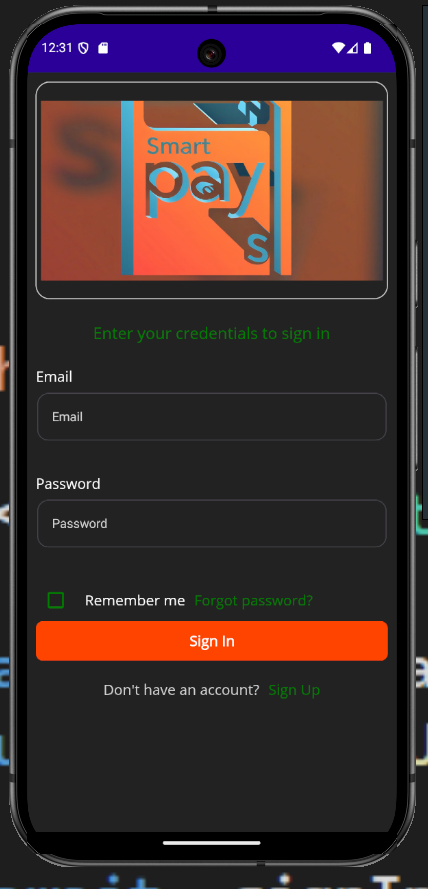 12:31
Smart
pay
S
Enter your credentials to sign in
Email
Email
Password
Password
Remember me Forgot password?
Sign In
Don't have an account? Sign Up